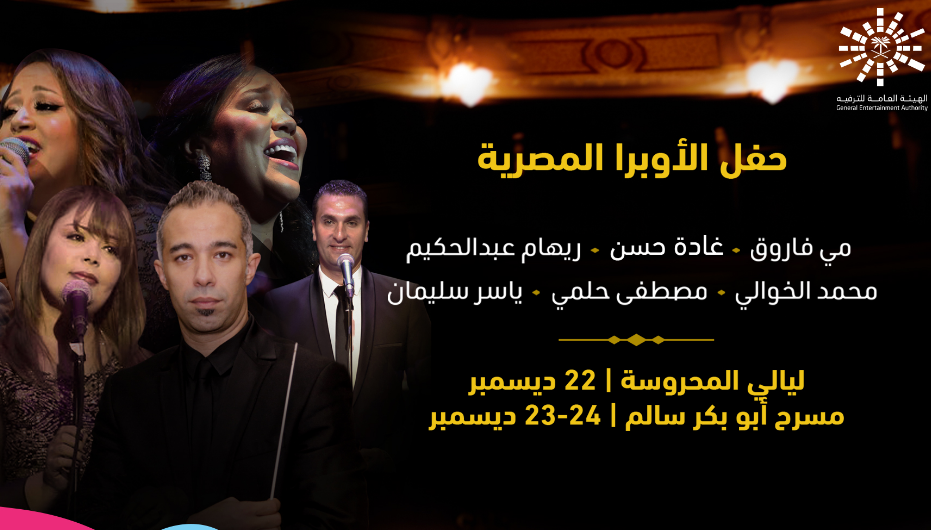 الهيئة العامة للترفيه
General Entertainment Authority
حفل الأوبرا المصرية
مي فاروق ⬥ غادة حسن ⬥ ريهام عبدالحكيم
محمد الخوالي ⬥ مصطفى حلمي ⬥ ياسر سليمان
ليالي المحروسة | 22 ديسمبر
مسرح أبو بكر سالم | 24-23 ديسمبر